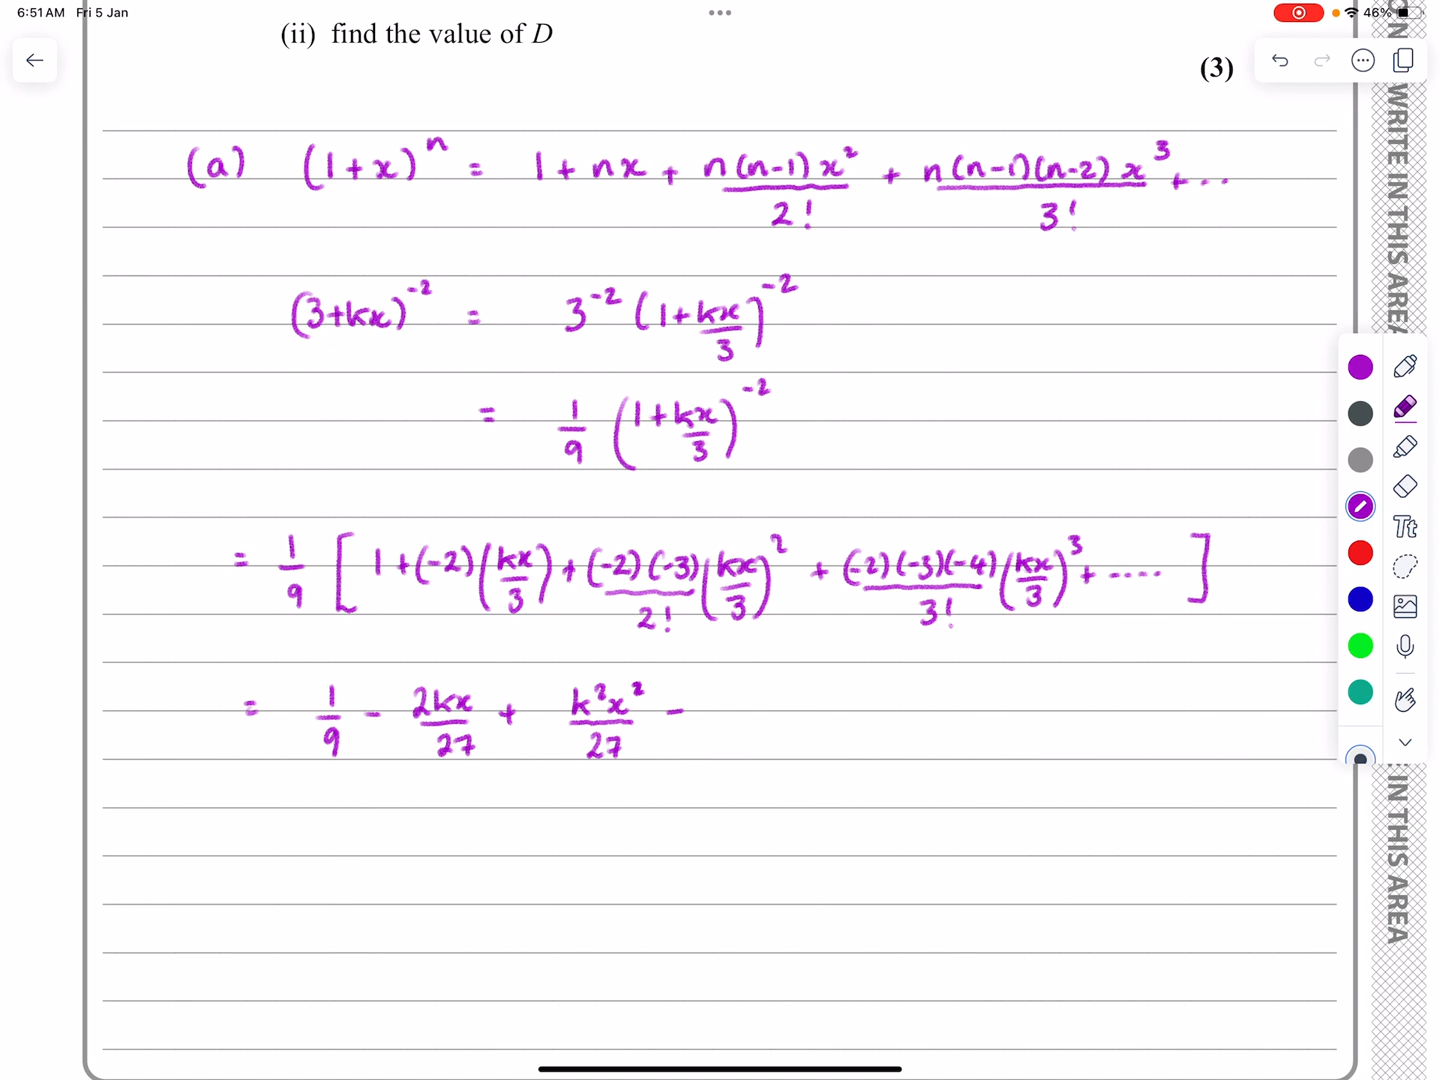 6:51 AM Fri 5 Jan
46%
(ii) find the value of D
(3)
(a) (1+x)^n = 1 + nx + n(n-1)x^2/2! + n(n-1)(n-2)x^3/3! + ...
(3+kx)^-2 = 3^-2 (1+kx/3)^-2
= 1/9 (1+kx/3)^-2
= 1/9 [1+(-2)(kx/3)+(-2)(-3)/2!(kx/3)^2 + (-2)(-3)(-4)/3!(kx/3)^3 + .....]
= 1/9 - 2kx/27 + k^2x^2/27 -
Tt
WRITE IN THIS AREA
IN THIS AREA